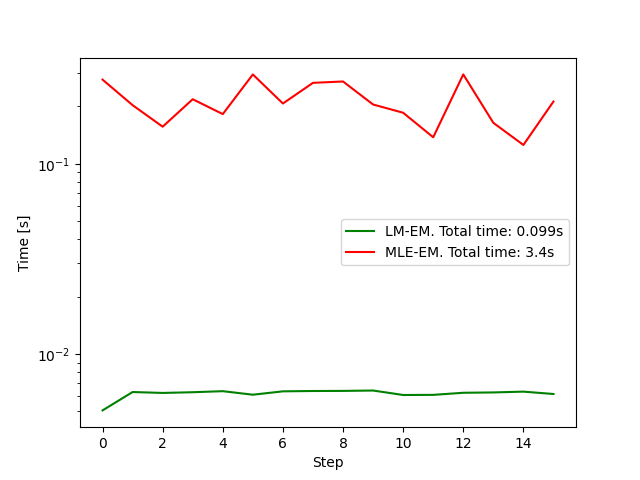 10⁻¹
10⁻²
Time [s]
LM-EM. Total time: 0.099s
MLE-EM. Total time: 3.4s
0 2 4 6 8 10 12 14
Step